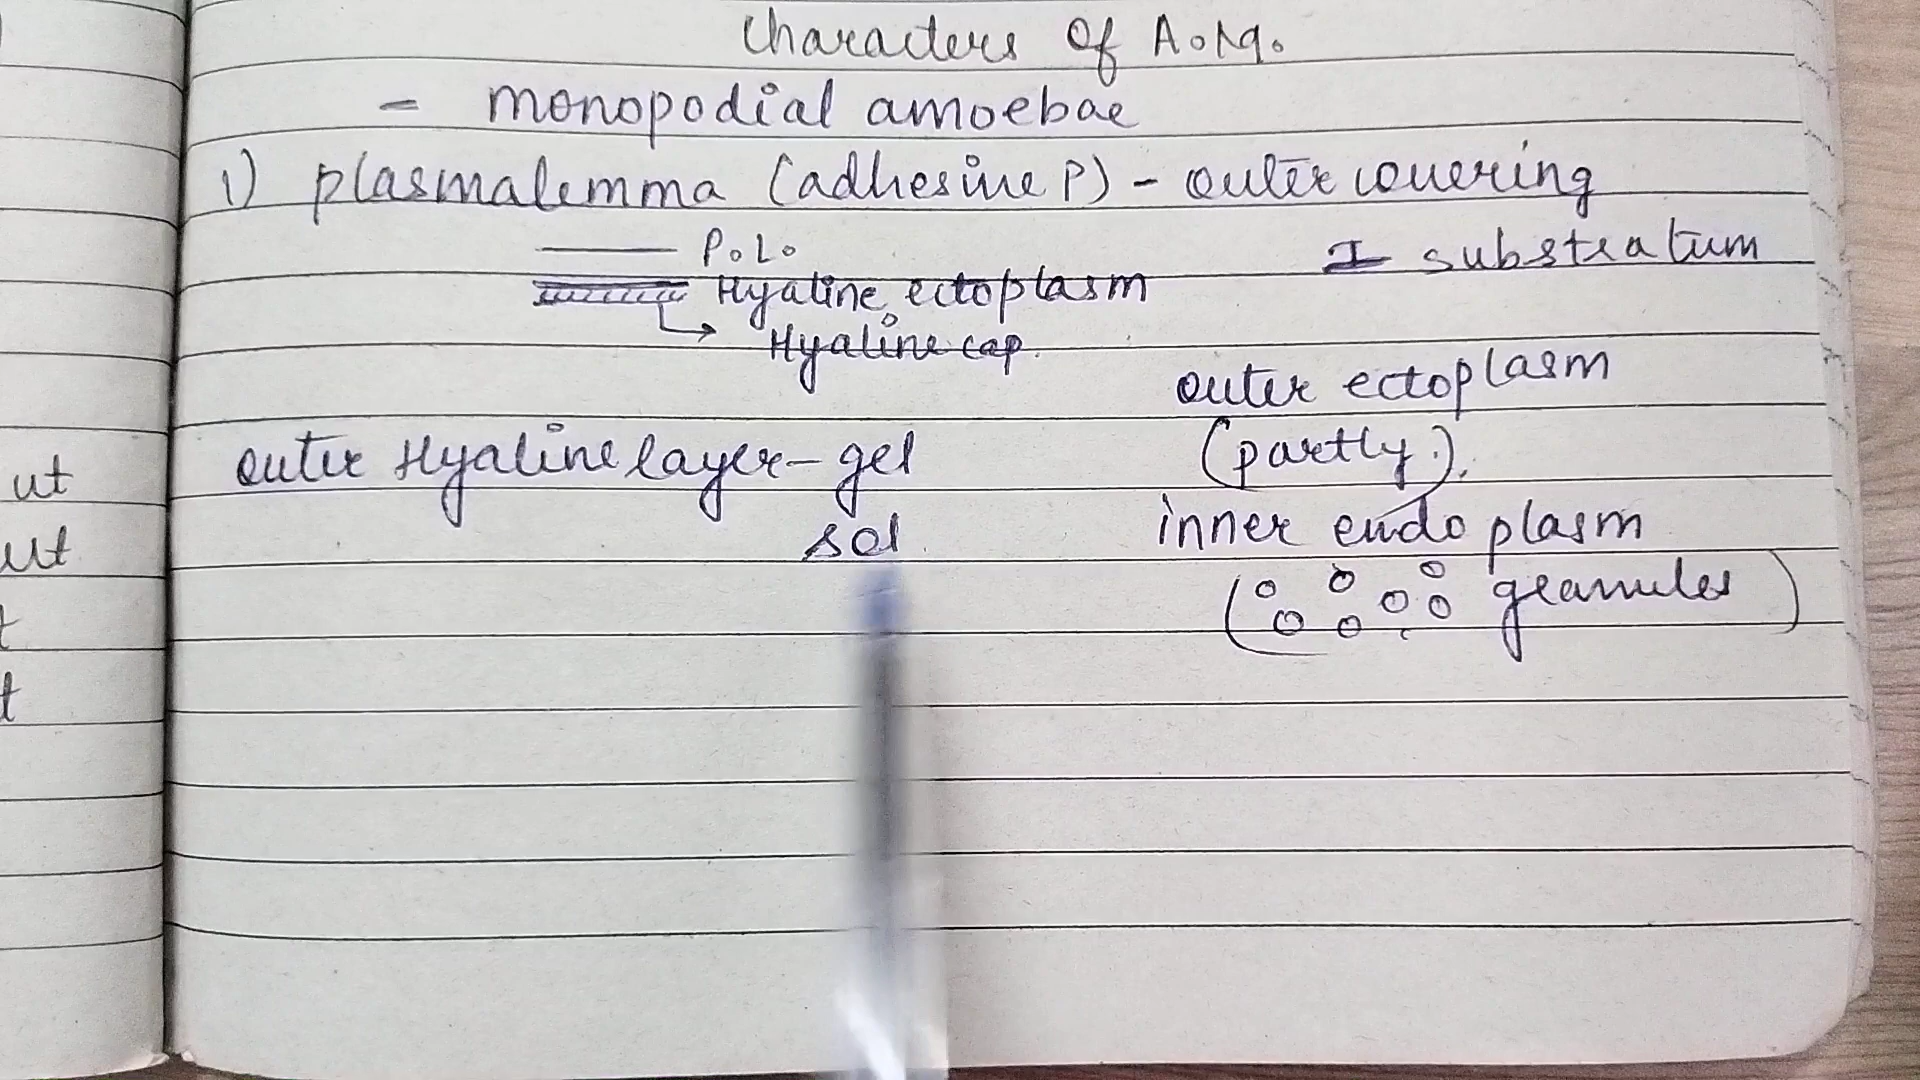 Characters Of A.M.
- monopodial amoebae
1) plasmalemma (adhesive P) - outer covering
P.L.
substratum
Hyaline ectoplasm
Hyaline cap.
outer ectoplasm
outer Hyaline layer - gel
(partly).
sol
inner endoplasm
(granules)
ut
ut
t
t